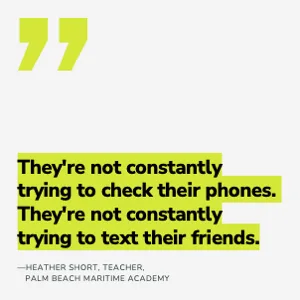 ”
They're not constantly
trying to check their phones.
They're not constantly
trying to text their friends.
—HEATHER SHORT, TEACHER,
PALM BEACH MARITIME ACADEMY